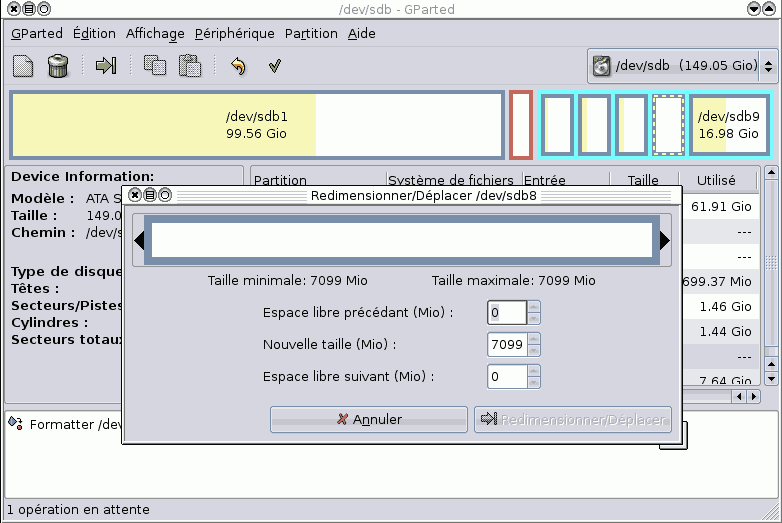 /dev/sdb - GParted
GParted Édition Affichage Périphérique Partition Aide
/dev/sdb (149.05 Gio)
/dev/sdb1
99.56 Gio
/dev/sdb9
16.98 Gio
Device Information:
Partition Système de fichiers Entrée Taille Utilisé
Modèle : ATA S
Taille : 149.0
Chemin : /dev/s
Redimensionner/Déplacer /dev/sdb8
61.91 Gio
---
---
699.37 Mio
1.46 Gio
1.44 Gio
---
7.64 Gio
Type de disque
Têtes :
Secteurs/Pistes
Cylindres :
Secteurs totaux
Taille minimale: 7099 Mio Taille maximale: 7099 Mio
Espace libre précédant (Mio) : 0
Nouvelle taille (Mio) : 7099
Espace libre suivant (Mio) : 0
Annuler Redimensionner/Déplacer
Formatter /dev
1 opération en attente